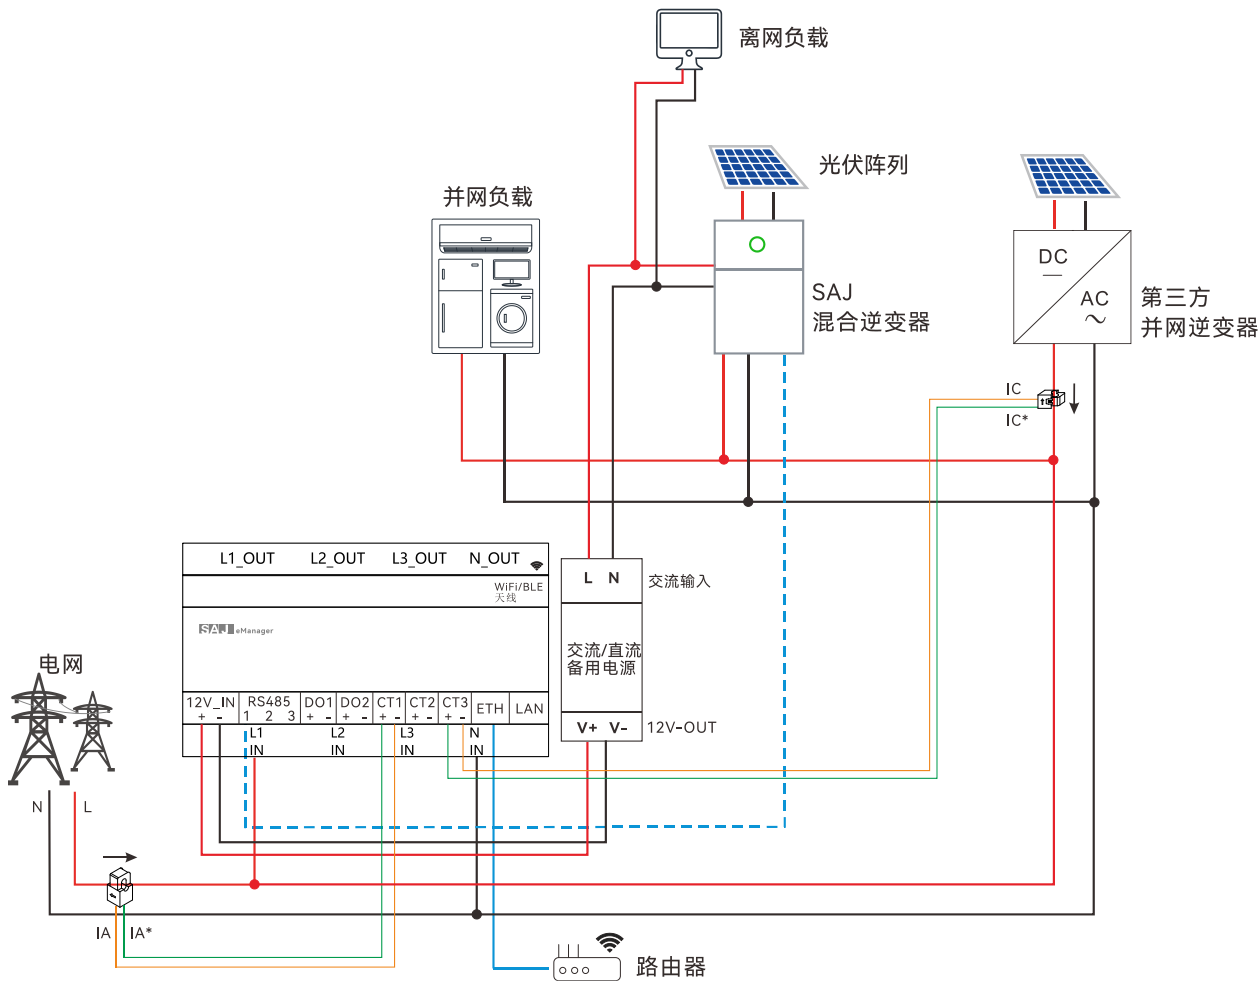 离网负载
光伏阵列
并网负载
DC
AC
SAJ
混合逆变器
第三方
并网逆变器
IC
IC*
L1_OUT L2_OUT L3_OUT N_OUT
WiFi/BLE
天线
L N
交流输入
SAJ eManager
交流/直流
备用电源
电网
12V_IN RS485 DO1 DO2 CT1 CT2 CT3 ETH LAN
+ - 1 2 3 + - + - + - + - + -
V+ V-
12V-OUT
L1 L2 L3 N
IN IN IN IN
N L
IA IA*
路由器